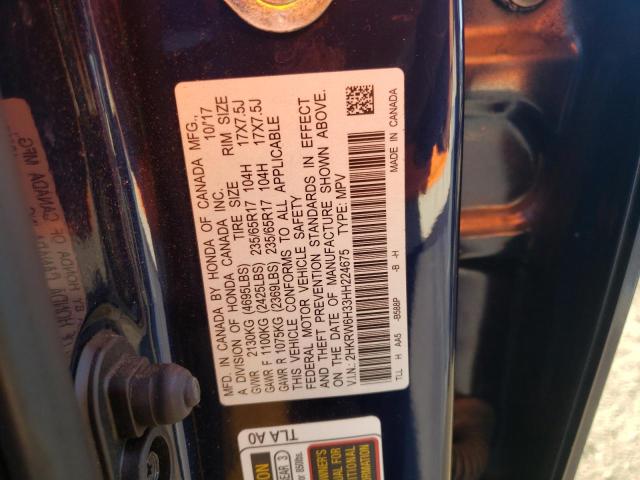 MFD. IN CANADA BY HONDA OF CANADA MFG.,
A DIVISION OF HONDA CANADA INC. 10/17
TIRE SIZE RIM SIZE
GVWR 2130KG (4695LBS) 235/65R17 104H 17X7.5J
GAWR F 1100KG (2425LBS) 235/65R17 104H 17X7.5J
GAWR R 1075KG (2369LBS)
THIS VEHICLE CONFORMS TO ALL APPLICABLE
FEDERAL MOTOR VEHICLE SAFETY
AND THEFT PREVENTION STANDARDS IN EFFECT
ON THE DATE OF MANUFACTURE SHOWN ABOVE.
V.I.N.: 2HKRW6H33HH224675 TYPE: MPV
TLL H AA5 -B588P -B -H MADE IN CANADA
TLA A0
OWNER'S
FOR